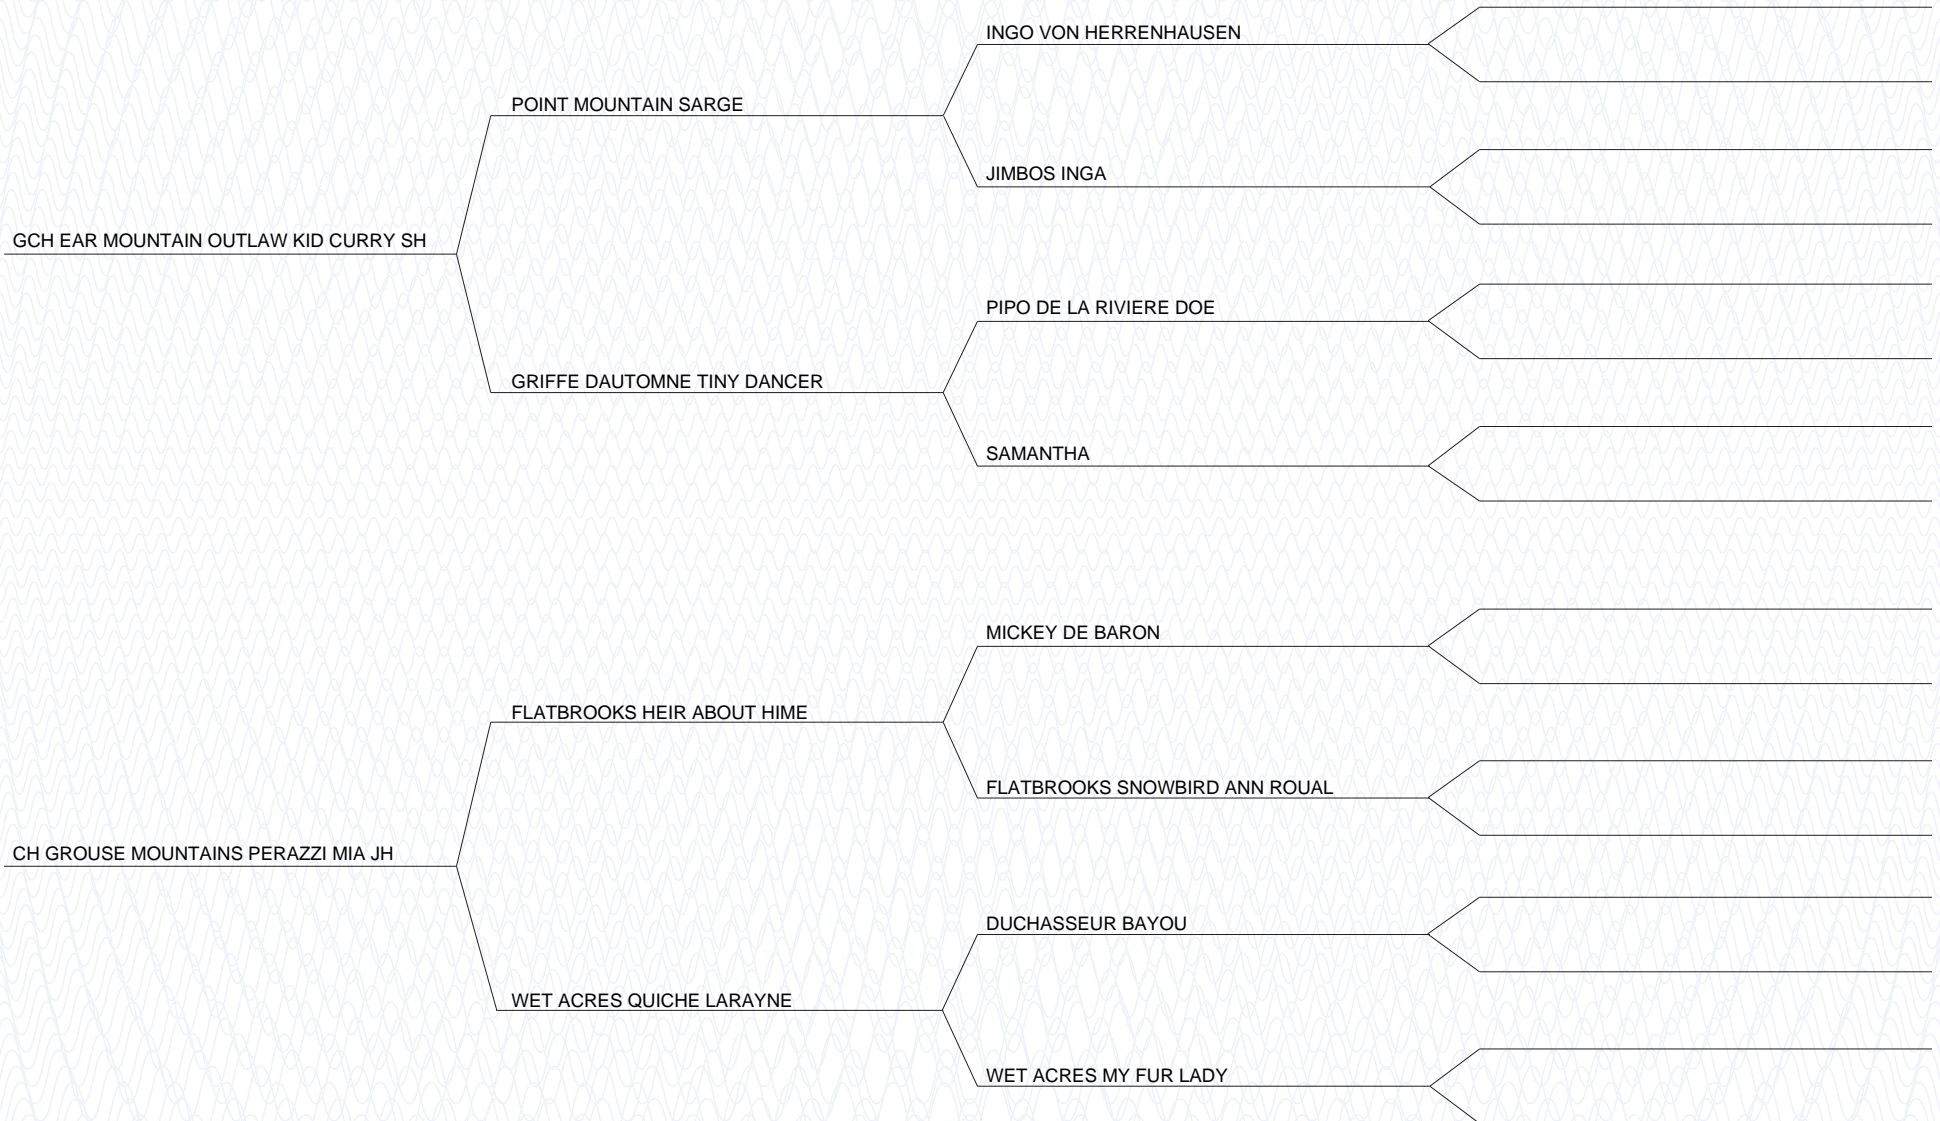 INGO VON HERRENHAUSEN
POINT MOUNTAIN SARGE
JIMBOS INGA
GCH EAR MOUNTAIN OUTLAW KID CURRY SH
PIPO DE LA RIVIERE DOE
GRIFFE DAUTOMNE TINY DANCER
SAMANTHA
MICKEY DE BARON
FLATBROOKS HEIR ABOUT HIME
FLATBROOKS SNOWBIRD ANN ROUAL
CH GROUSE MOUNTAINS PERAZZI MIA JH
DUCHASSEUR BAYOU
WET ACRES QUICHE LARAYNE
WET ACRES MY FUR LADY